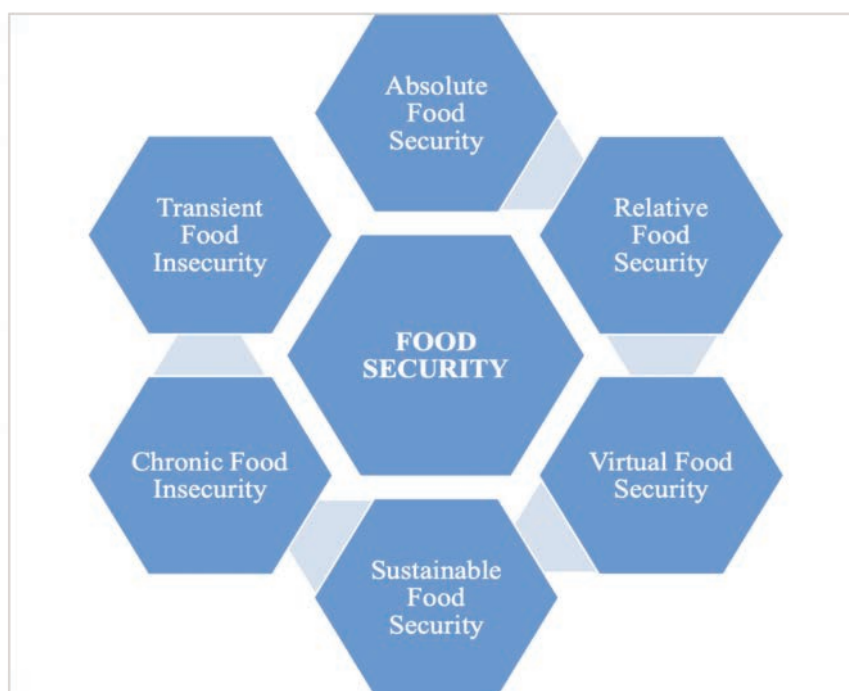 Absolute
Food
Security
Relative
Food
Security
Virtual Food
Security
Sustainable
Food
Security
Chronic Food
Insecurity
Transient
Food
Insecurity
FOOD
SECURITY